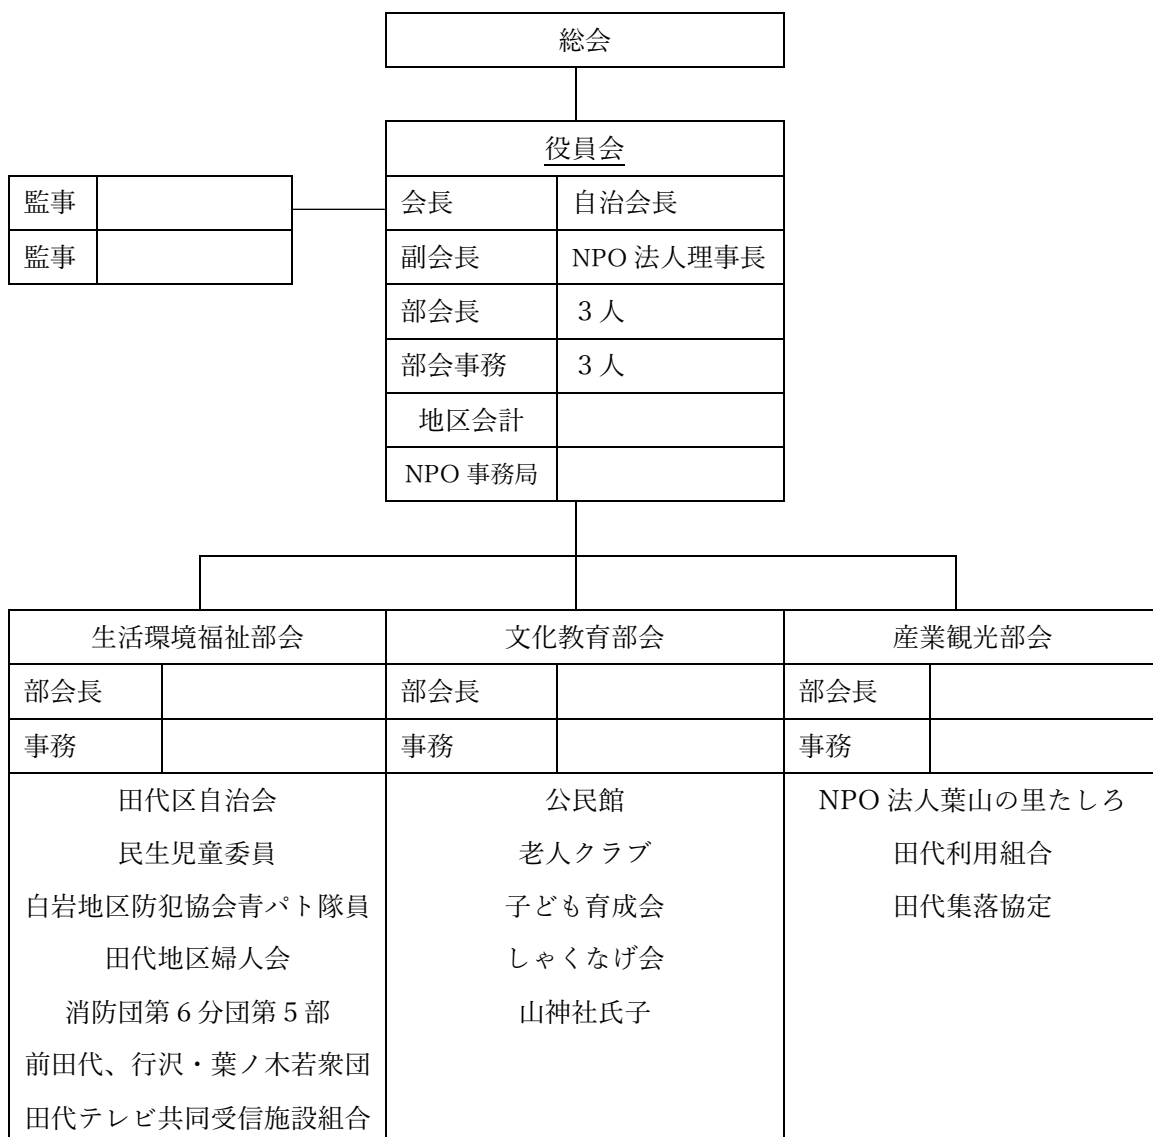 総会
役員会
監事
監事
会長 自治会長
副会長 NPO 法人理事長
部会長 3人
部会事務 3人
地区会計
NPO 事務局
生活環境福祉部会
部会長
事務
田代区自治会
民生児童委員
白岩地区防犯協会青パト隊員
田代地区婦人会
消防団第6分団第5部
前田代、行沢・葉ノ木若衆団
田代テレビ共同受信施設組合
文化教育部会
部会長
事務
公民館
老人クラブ
子ども育成会
しゃくなげ会
山神社氏子
産業観光部会
部会長
事務
NPO 法人葉山の里たしろ
田代利用組合
田代集落協定